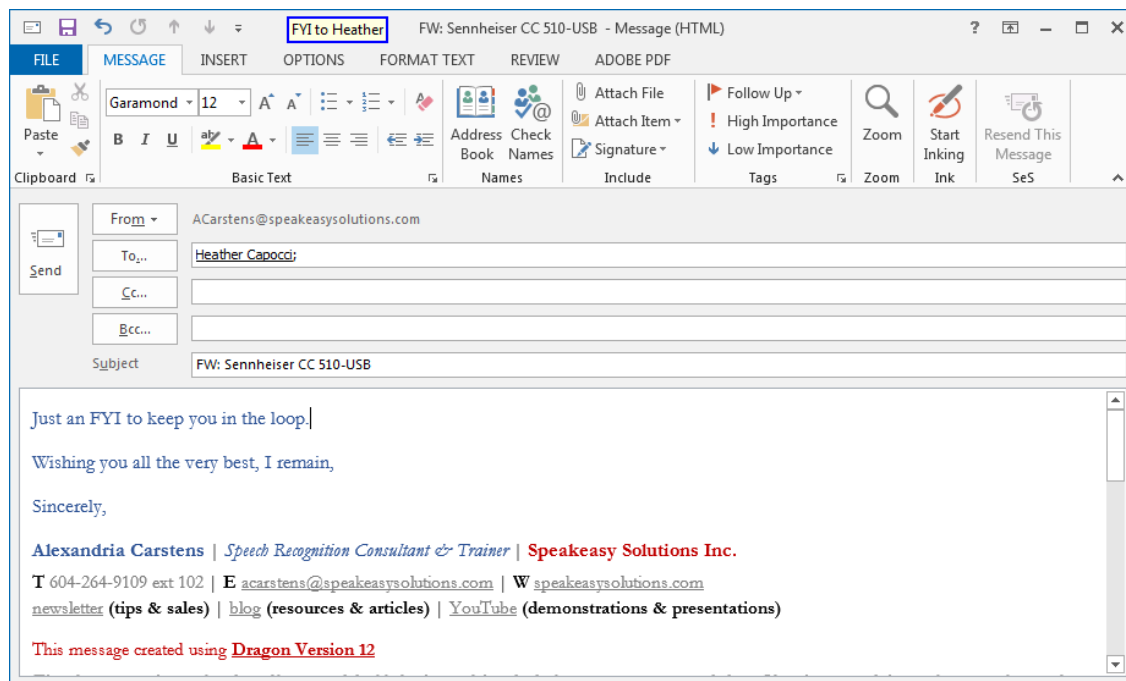 FYI to Heather FW: Sennheiser CC 510-USB - Message (HTML) ?
FILE MESSAGE INSERT OPTIONS FORMAT TEXT REVIEW ADOBE PDF
Paste
Garamond 12 A A
B I U aby A
Address Book
Check Names
Attach File
Attach Item
Signature
Follow Up
High Importance
Low Importance
Zoom
Start Inking
Resend This Message
Clipboard Basic Text Names Include Tags Zoom Ink SeS
Send
From ACarstens@speakeasysolutions.com
To... Heather Capocci;
Cc...
Bcc...
Subject FW: Sennheiser CC 510-USB
Just an FYI to keep you in the loop.
Wishing you all the very best, I remain,
Sincerely,
Alexandria Carstens | Speech Recognition Consultant & Trainer | Speakeasy Solutions Inc.
T 604-264-9109 ext 102 | E acarstens@speakeasysolutions.com | W speakeasysolutions.com
newsletter (tips & sales) | blog (resources & articles) | YouTube (demonstrations & presentations)
This message created using Dragon Version 12